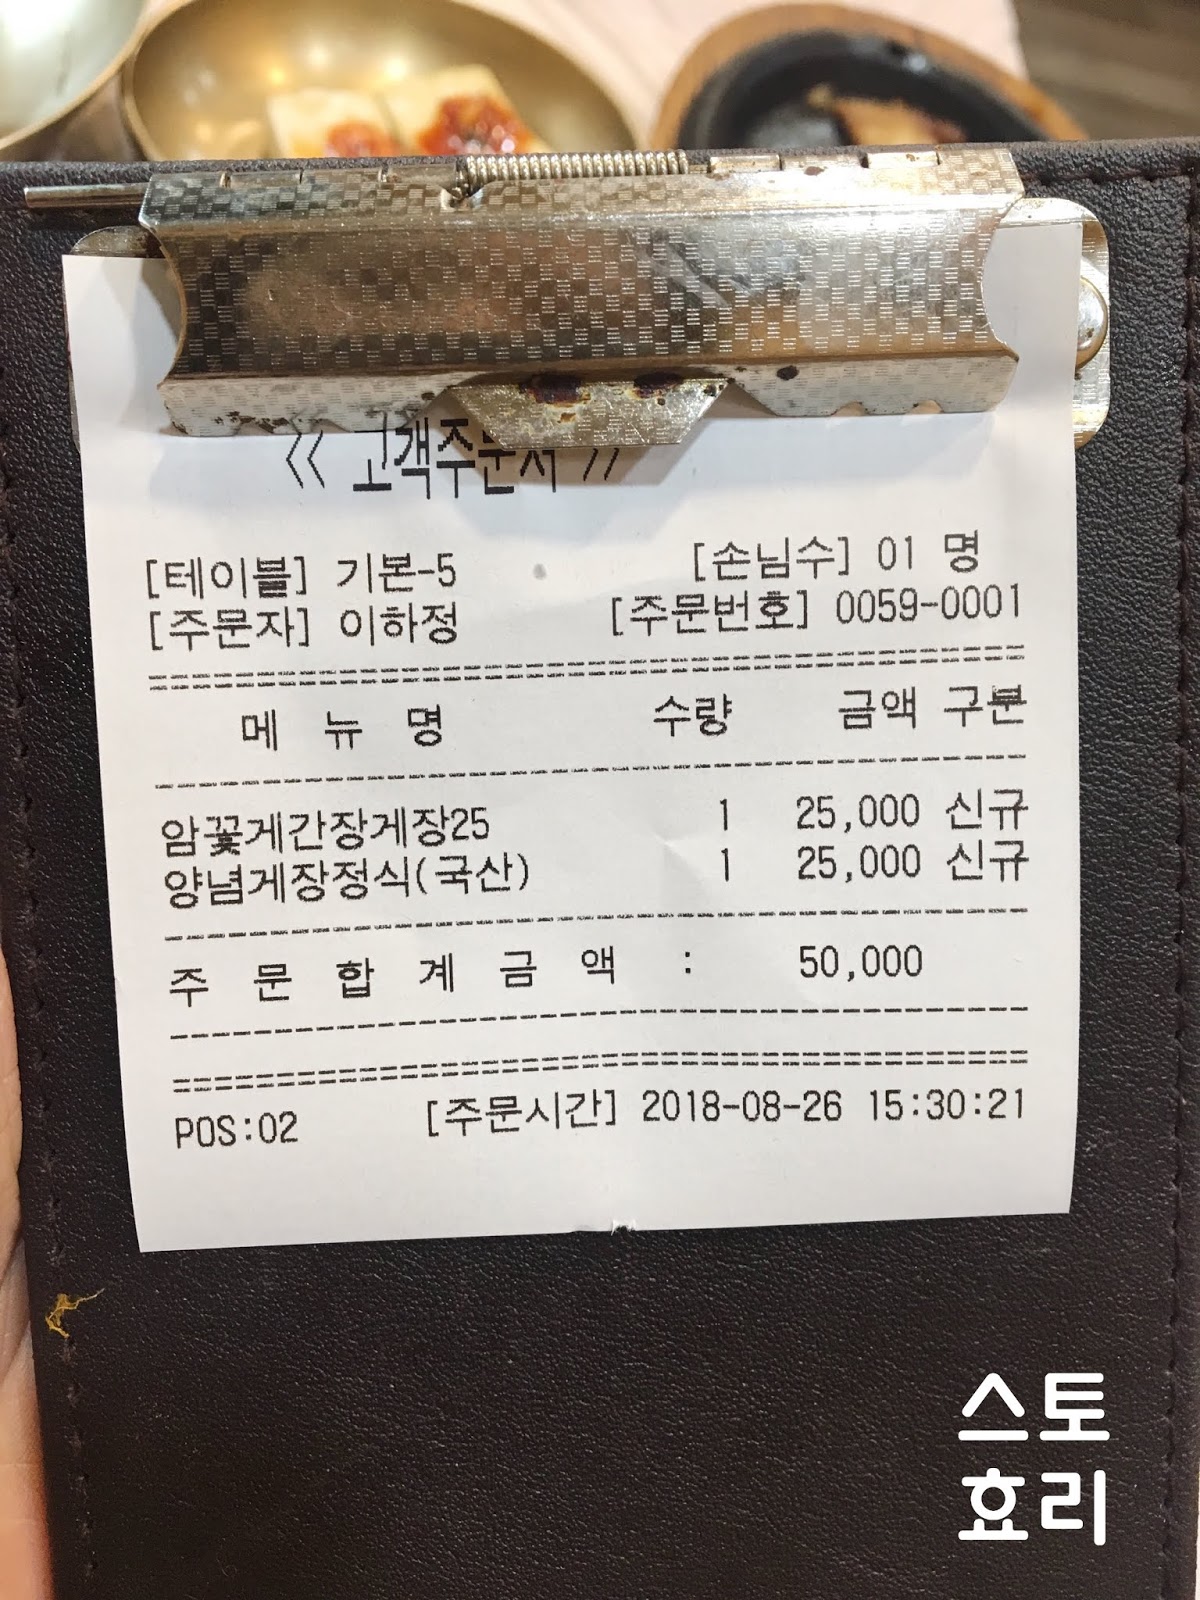 << 고객주문서 >>
[테이블] 기본-5 [손님수] 01 명
[주문자] 이하정 [주문번호] 0059-0001
메 뉴 명 수량 금액 구분
암꽃게간장게장25 1 25,000 신규
양념게장정식(국산) 1 25,000 신규
주 문 합 계 금 액 : 50,000
POS:02 [주문시간] 2018-08-26 15:30:21
스토
효리